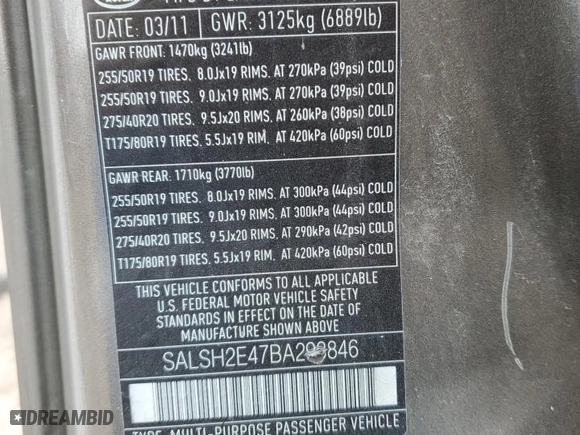 DATE: 03/11 GWR: 3125kg (6889lb)
GAWR FRONT: 1470kg (3241lb)
255/50R19 TIRES. 8.0Jx19 RIMS. AT 270kPa (39psi) COLD
255/50R19 TIRES. 9.0Jx19 RIMS. AT 270kPa (39psi) COLD
275/40R20 TIRES. 9.5Jx20 RIMS. AT 260kPa (38psi) COLD
T175/80R19 TIRES. 5.5Jx19 RIM. AT 420kPa (60psi) COLD
GAWR REAR: 1710kg (3770lb)
255/50R19 TIRES. 8.0Jx19 RIMS. AT 300kPa (44psi) COLD
255/50R19 TIRES. 9.0Jx19 RIMS. AT 300kPa (44psi) COLD
275/40R20 TIRES. 9.5Jx20 RIMS. AT 290kPa (42psi) COLD
T175/80R19 TIRES. 5.5Jx19 RIM. AT 420kPa (60psi) COLD
THIS VEHICLE CONFORMS TO ALL APPLICABLE
U.S. FEDERAL MOTOR VEHICLE SAFETY
STANDARDS IN EFFECT ON THE DATE OF
MANUFACTURE SHOWN ABOVE
TYPE: MULTI-PURPOSE PASSENGER VEHICLE
DREAMBID